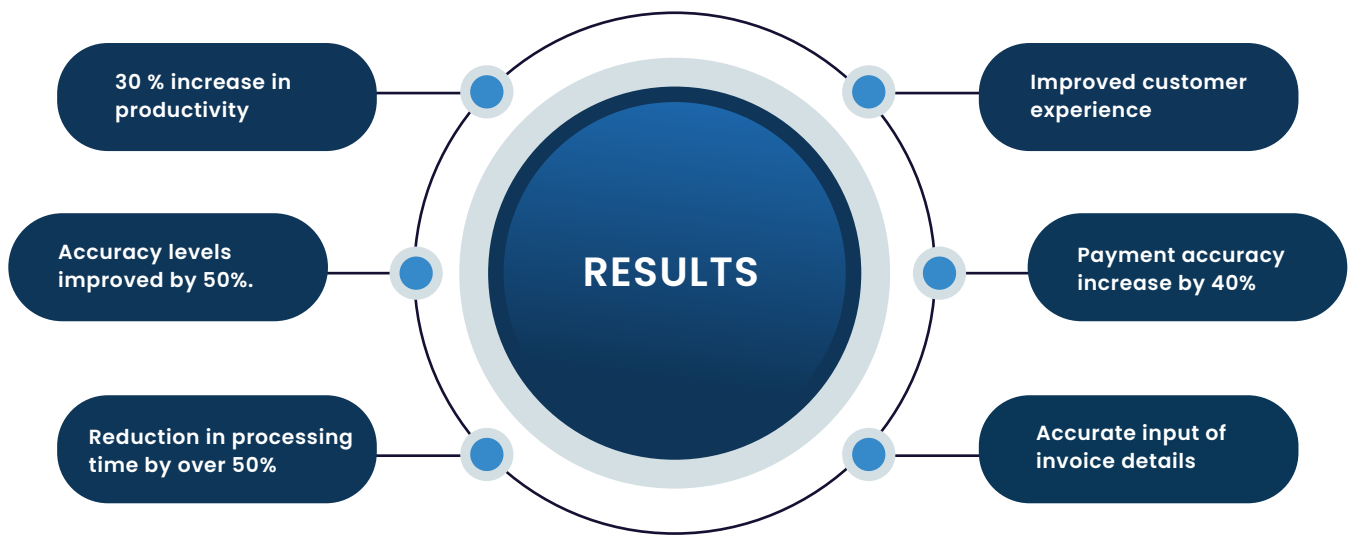 30 % increase in
productivity
Accuracy levels
improved by 50%.
Reduction in processing
time by over 50%
RESULTS
Improved customer
experience
Payment accuracy
increase by 40%
Accurate input of
invoice details